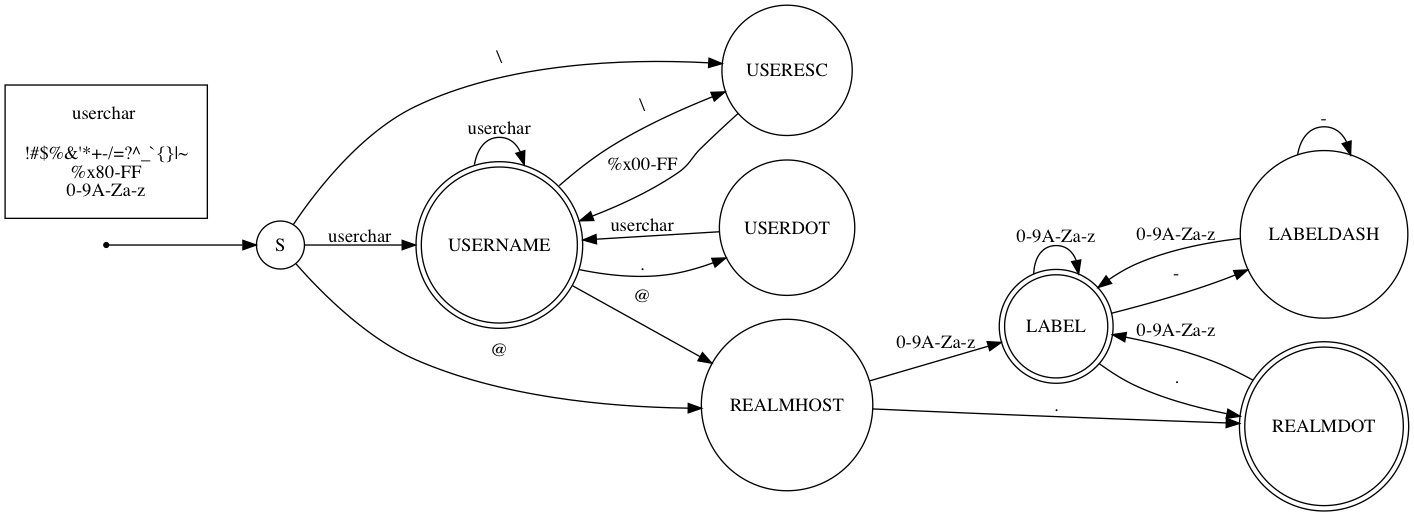 userchar
!#$%&'*+-/=?^_`{}|~
%x80-FF
0-9A-Za-z
S
\
userchar
@
USERNAME
userchar
\
%x00-FF
userchar
.
@
USERESC
USERDOT
REALMHOST
0-9A-Za-z
.
LABEL
0-9A-Za-z
0-9A-Za-z
-
0-9A-Za-z
.
-
LABELDASH
REALMDOT